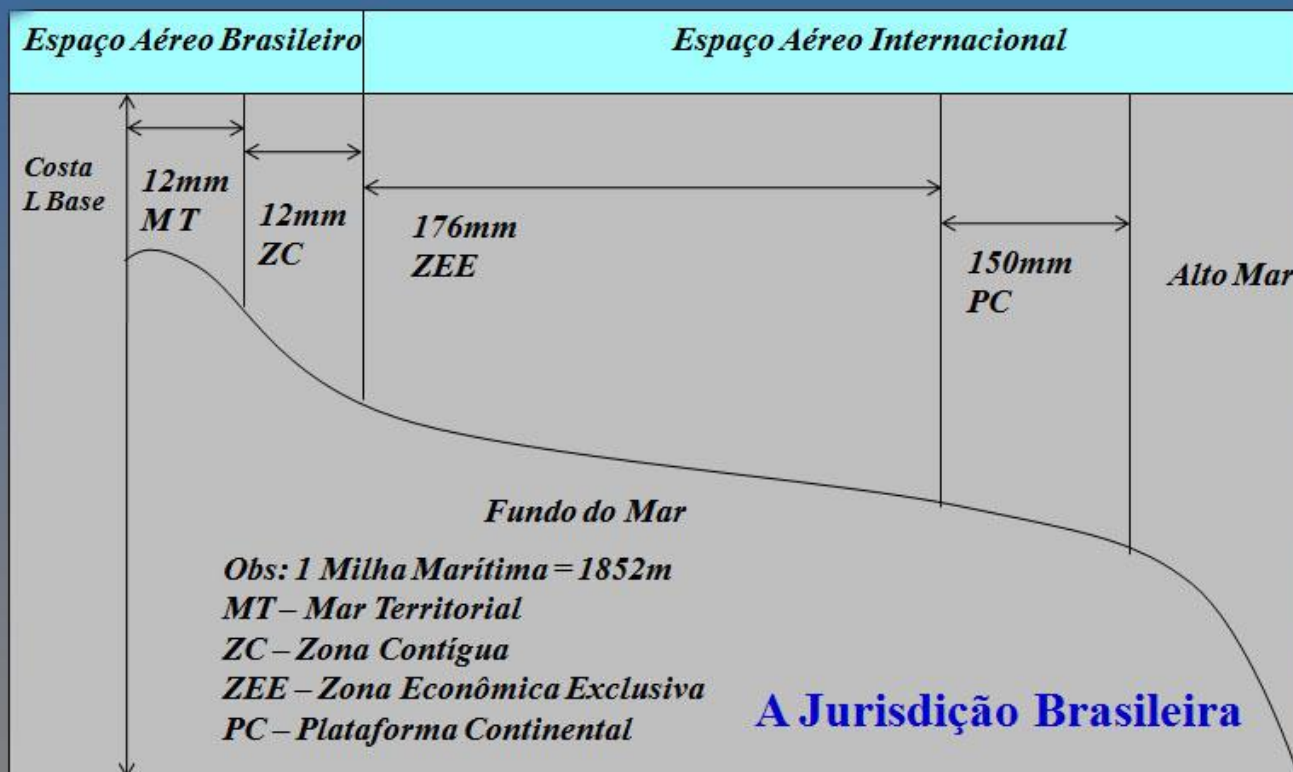 Espaço Aéreo Brasileiro
Espaço Aéreo Internacional
Costa
L Base
12mm
M T
12mm
ZC
176mm
ZEE
150mm
PC
Alto Mar
Fundo do Mar
Obs: 1 Milha Marítima = 1852m
MT – Mar Territorial
ZC – Zona Contígua
ZEE – Zona Econômica Exclusiva
PC – Plataforma Continental
A Jurisdição Brasileira